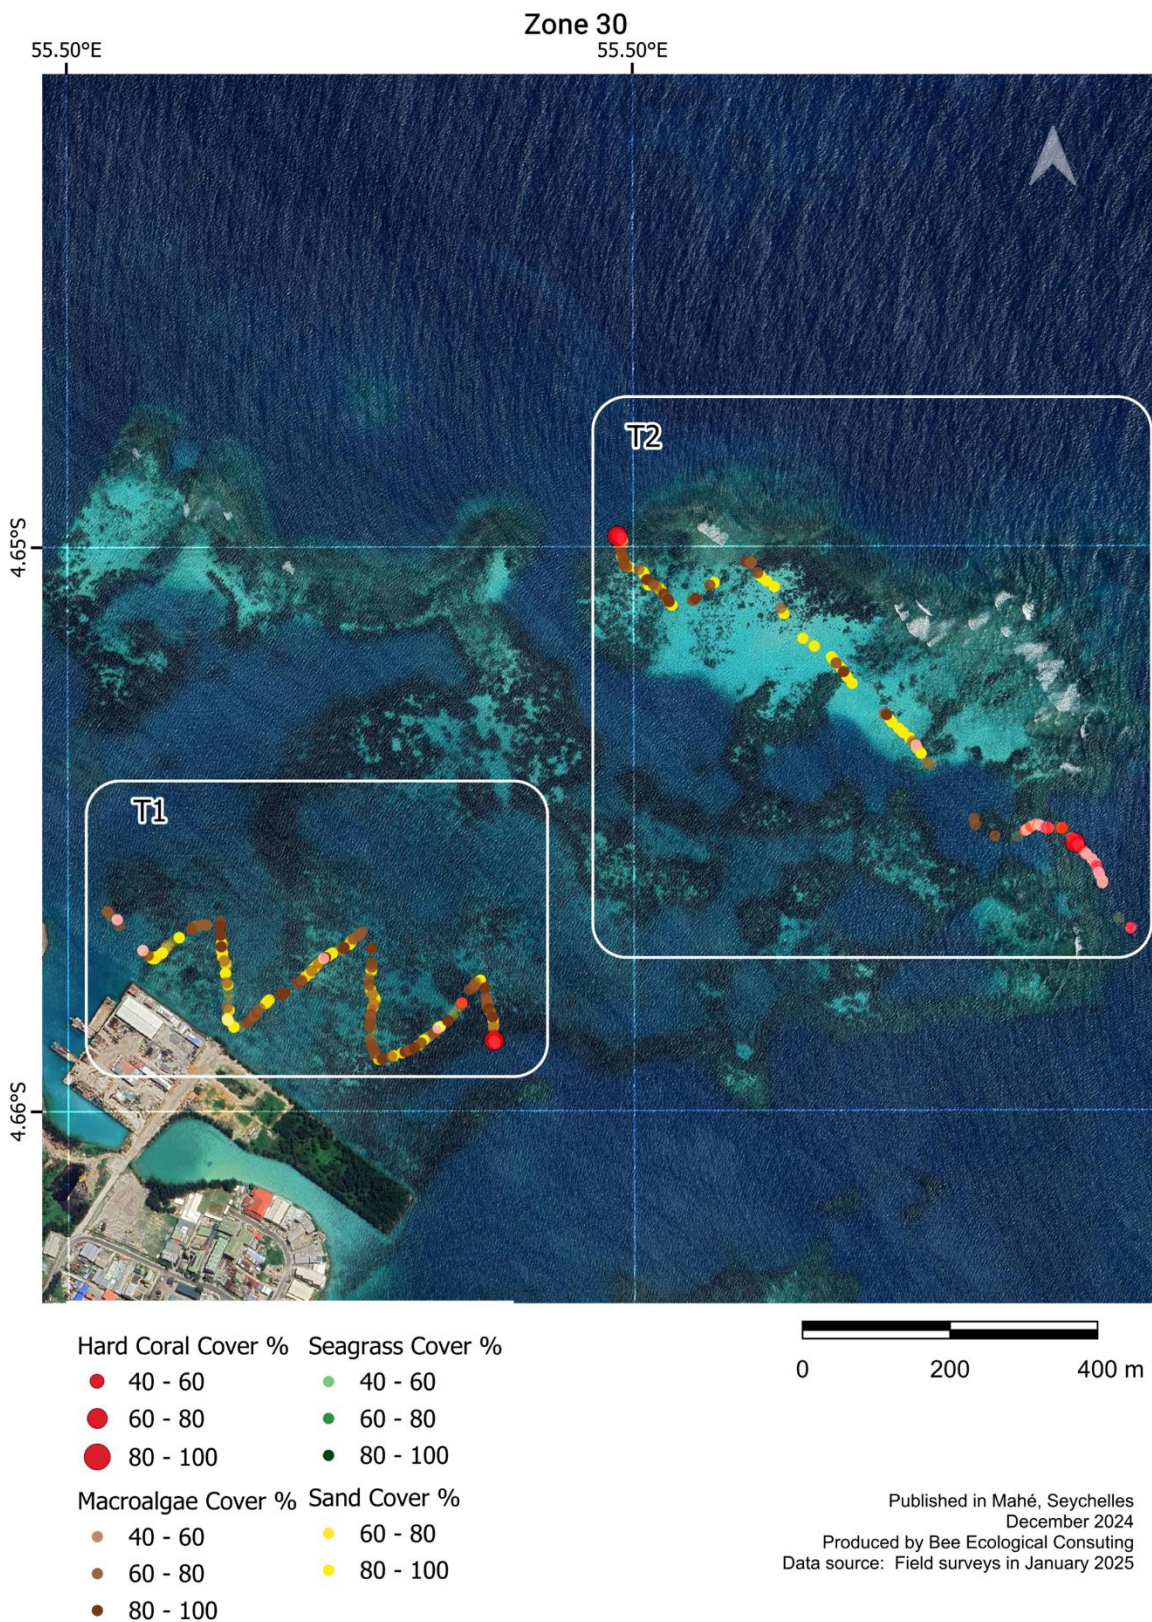 Zone 30
55.50°E
55.50°E
T2
4.65°S
T1
4.66°S
Hard Coral Cover %
40 - 60
60 - 80
80 - 100
Seagrass Cover %
40 - 60
60 - 80
80 - 100
Macroalgae Cover %
40 - 60
60 - 80
80 - 100
Sand Cover %
60 - 80
80 - 100
0 200 400 m
Published in Mahé, Seychelles
December 2024
Produced by Bee Ecological Consuting
Data source: Field surveys in January 2025